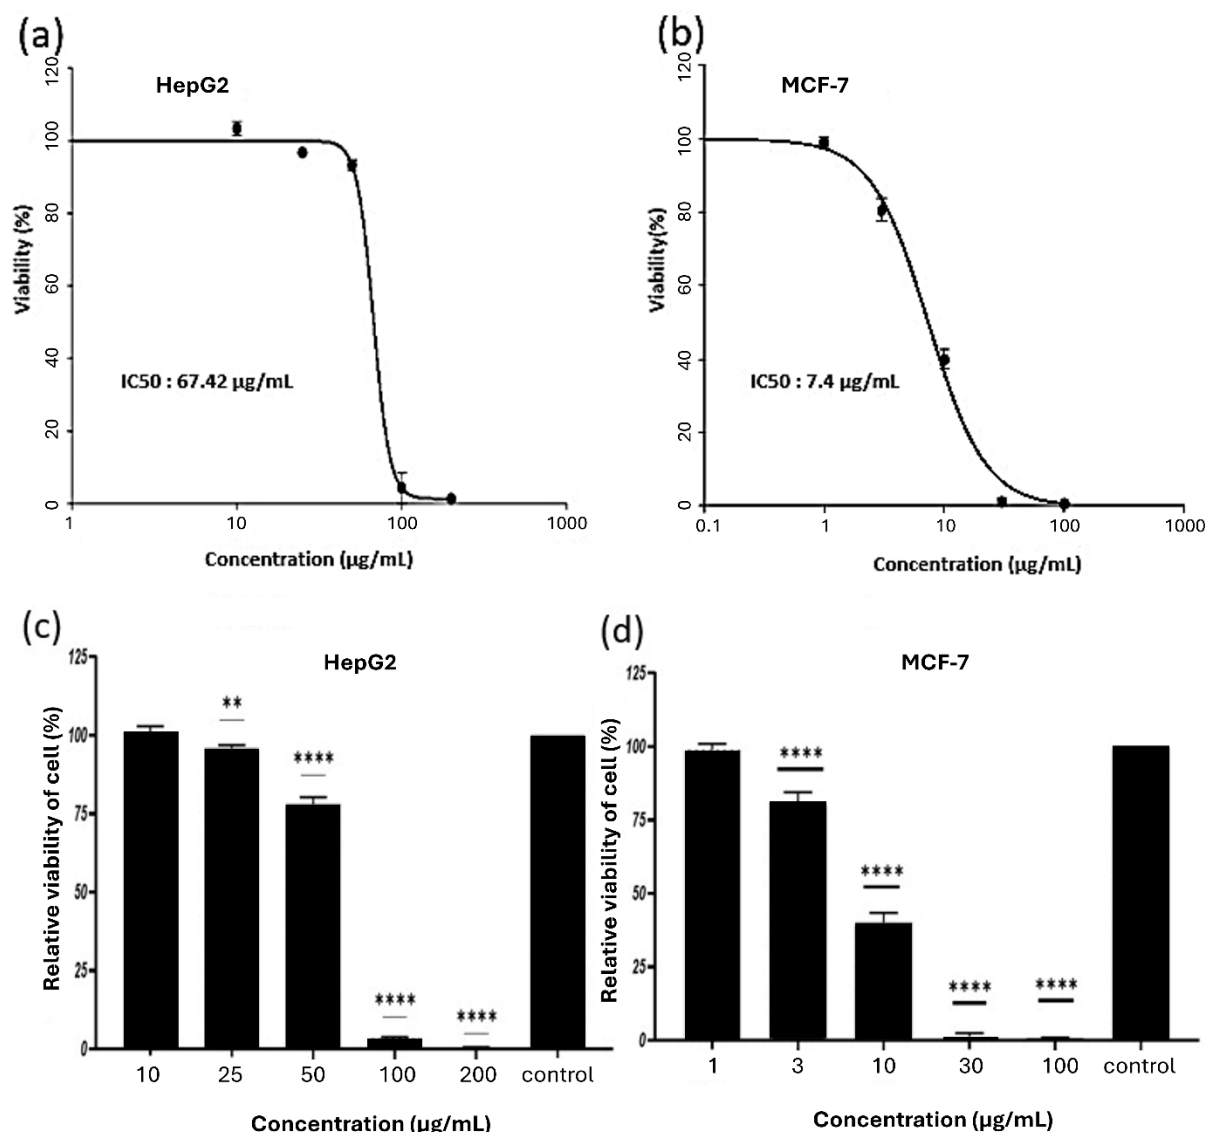 (a)
HepG2
120
100
80
60
40
20
0
Viability (%)
IC50 : 67.42 µg/mL
1
10
100
1000
Concentration (µg/mL)
(b)
MCF-7
120
100
80
60
40
20
0
Viability(%)
IC50 : 7.4 µg/mL
0.1
1
10
100
1000
Concentration (µg/mL)
(c)
HepG2
125
100
75
50
25
0
Relative viability of cell (%)
**
****
****
****
10
25
50
100
200
control
Concentration (µg/mL)
(d)
MCF-7
125
100
75
50
25
0
Relative viability of cell (%)
****
****
****
****
1
3
10
30
100
control
Concentration (µg/mL)